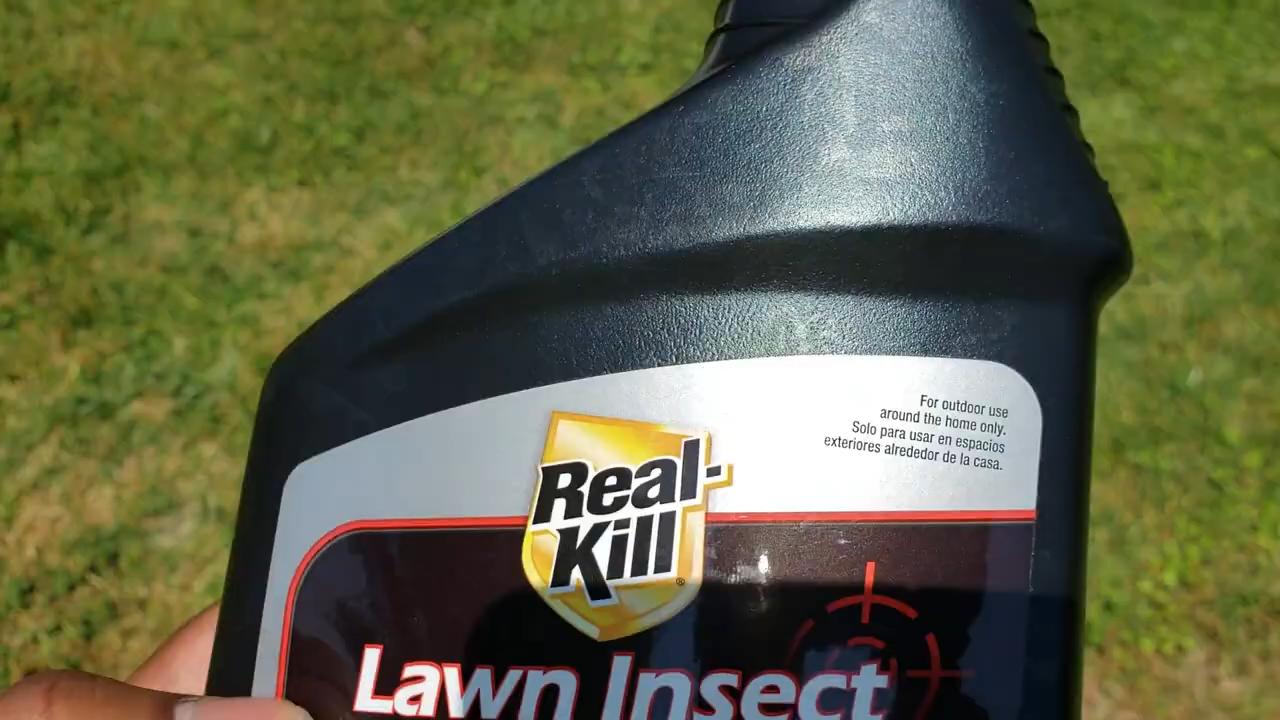 For outdoor use
around the home only.
Solo para usar en espacios
exteriores alrededor de la casa.
Real-
Kill®
Lawn Insect